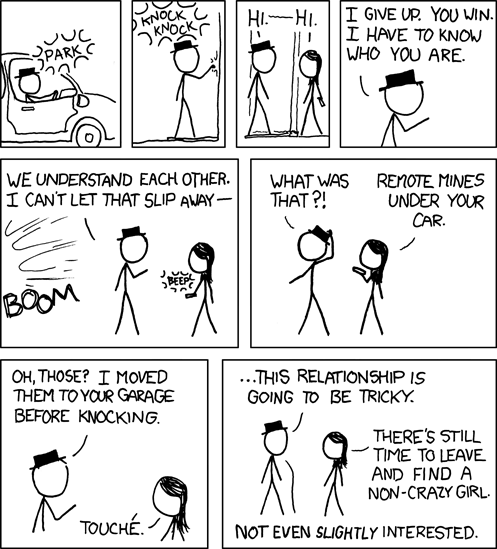 PARK
KNOCK
KNOCK
HI.
HI.
I GIVE UP. YOU WIN.
I HAVE TO KNOW
WHO YOU ARE.
WE UNDERSTAND EACH OTHER.
I CAN'T LET THAT SLIP AWAY—
BOOM
BEEP
WHAT WAS
THAT?!
REMOTE MINES
UNDER YOUR
CAR.
OH, THOSE? I MOVED
THEM TO YOUR GARAGE
BEFORE KNOCKING.
TOUCHÉ.
...THIS RELATIONSHIP IS
GOING TO BE TRICKY.
THERE'S STILL
TIME TO LEAVE
AND FIND A
NON-CRAZY GIRL.
NOT EVEN SLIGHTLY INTERESTED.